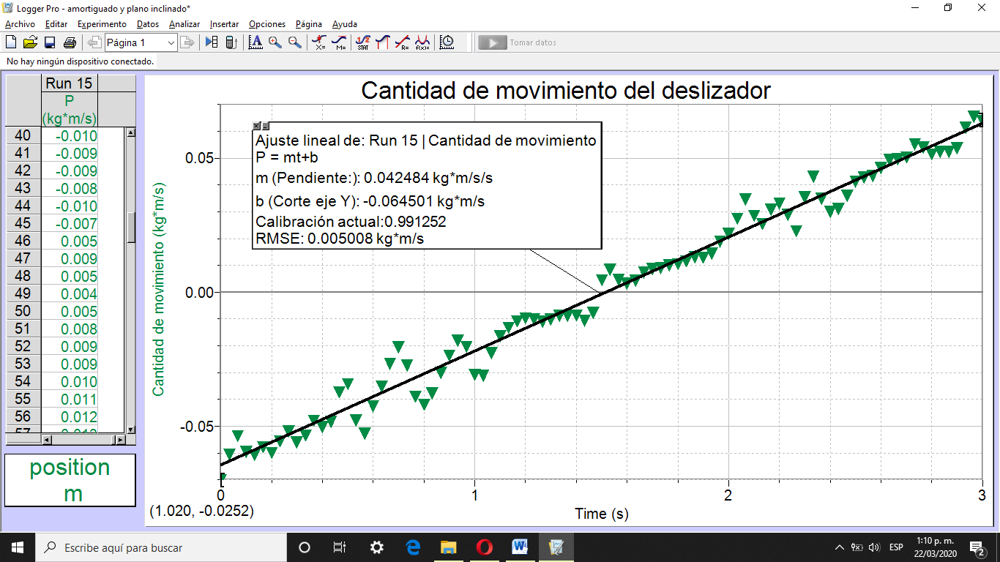 Logger Pro - amortiguado y plano inclinado*
Archivo Editar Experimento Datos Analizar Insertar Opciones Página Ayuda
Página 1
X= M= 1/2 STAT R= f(x)=
Tomar datos
No hay ningún dispositivo conectado.
Run 15
P
(kg*m/s)
40 -0.010
41 -0.009
42 -0.009
43 -0.008
44 -0.010
45 -0.007
46 0.005
47 0.009
48 0.005
49 0.004
50 0.005
51 0.008
52 0.009
53 0.009
54 0.010
55 0.011
56 0.012
57 0.012
position
m
Cantidad de movimiento del deslizador
Ajuste lineal de: Run 15 | Cantidad de movimiento
P = mt+b
m (Pendiente:): 0.042484 kg*m/s/s
b (Corte eje Y): -0.064501 kg*m/s
Calibración actual:0.991252
RMSE: 0.005008 kg*m/s
Cantidad de movimiento (kg*m/s)
0.05
0.00
-0.05
0 1 2 3
(1.020, -0.0252)
Time (s)
Escribe aquí para buscar
ESP
1:10 p. m.
22/03/2020
2